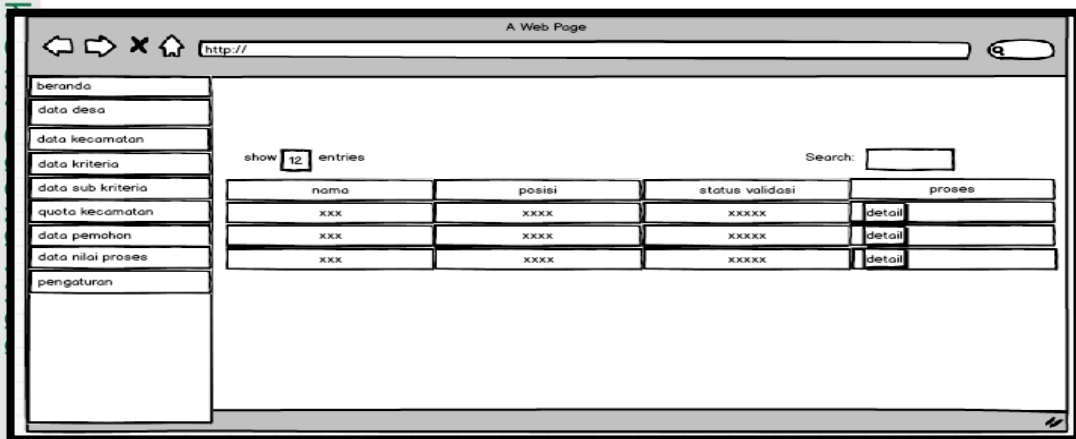 A Web Page
http://
beranda
data desa
data kecamatan
data kriteria
data sub kriteria
quota kecamatan
data pemohon
data nilai proses
pengaturan
show 12 entries Search:
nama posisi status validasi proses
xxx xxxx xxxxx detail
xxx xxxx xxxxx detail
xxx xxxx xxxxx detail